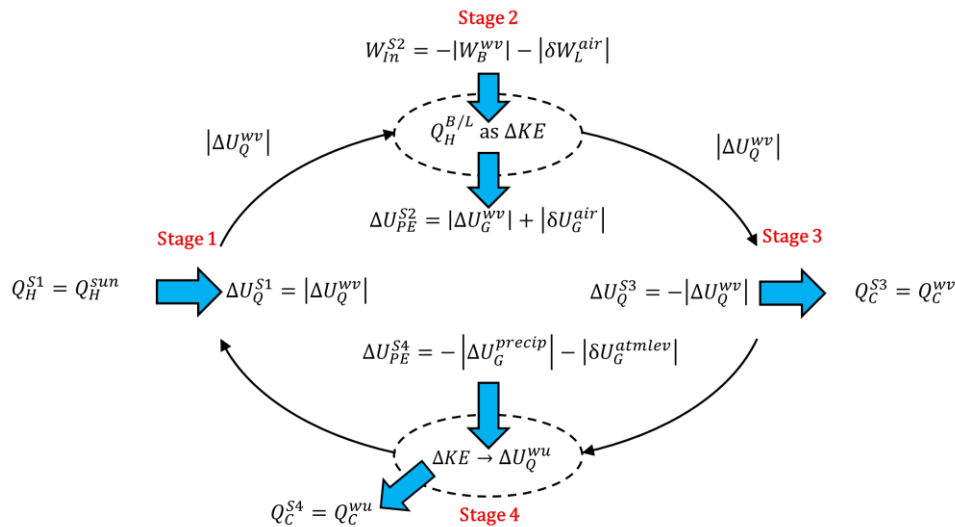 Stage 2
W_{In}^{S2} = −|W_B^{wv}| − |δW_L^{air}|
Q_H^{B/L} as ΔKE
|ΔU_Q^{wv}|
|ΔU_Q^{wv}|
ΔU_{PE}^{S2} = |ΔU_G^{wv}| + |δU_G^{air}|
Stage 1
Stage 3
Q_H^{S1} = Q_H^{sun}
ΔU_Q^{S1} = |ΔU_Q^{wv}|
ΔU_Q^{S3} = −|ΔU_Q^{wv}|
Q_C^{S3} = Q_C^{wv}
ΔU_{PE}^{S4} = −|ΔU_G^{precip}| − |δU_G^{atmlev}|
ΔKE → ΔU_Q^{wu}
Q_C^{S4} = Q_C^{wu}
Stage 4